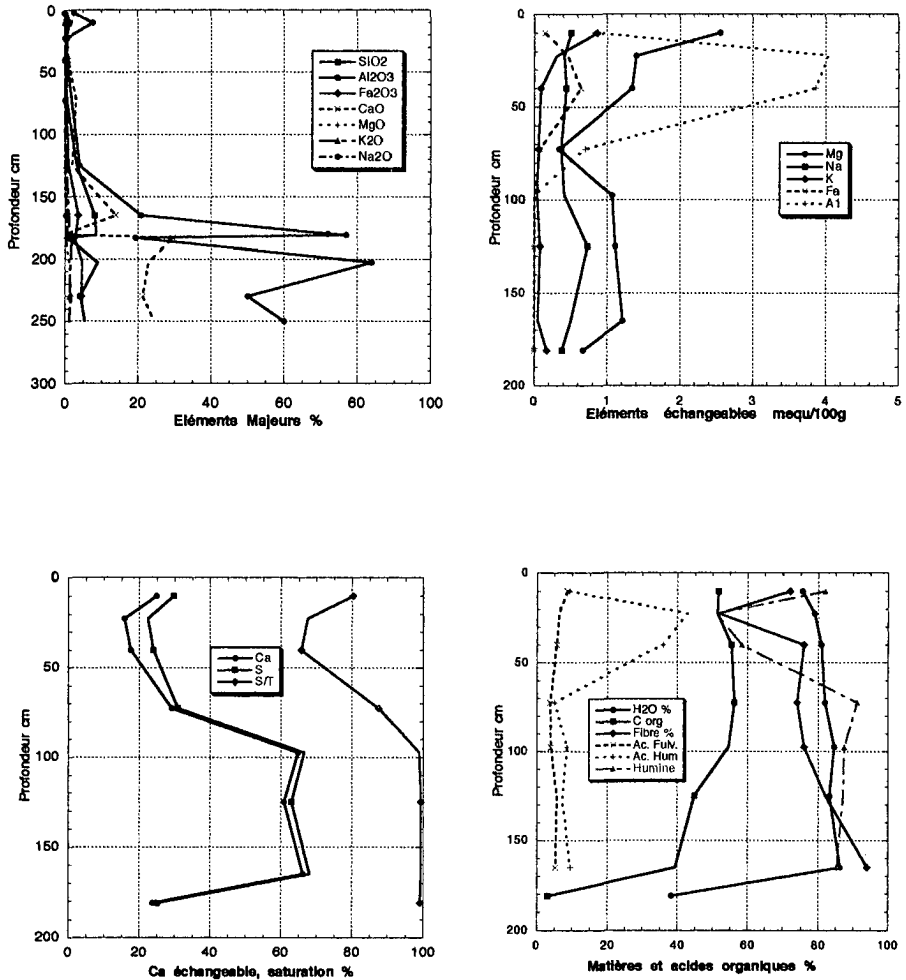 0
50
100
150
200
250
300
Profondeur cm
0 20 40 60 80 100
Eléments Majeurs %
SiO2
Al2O3
Fe2O3
CaO
MgO
K2O
Na2O
0
50
100
150
200
Profondeur cm
0 1 2 3 4 5
Eléments échangeables mequ/100g
Mg
Na
K
Fe
A1
0
50
100
150
200
Profondeur cm
0 20 40 60 80 100
Ca échangeable, saturation %
Ca
S
S/T
0
50
100
150
200
Profondeur cm
0 20 40 60 80 100
Matières et acides organiques %
H2O %
C org
Fibre %
Ac. Fulv.
Ac. Hum
Humine